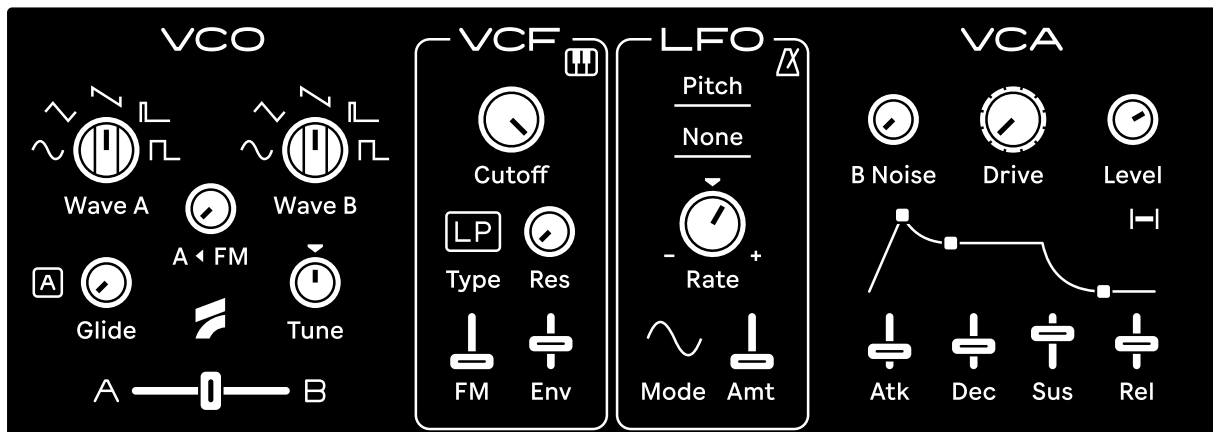 VCO
Wave A
Wave B
A ◂ FM
A
Glide
Tune
A
B
VCF
Cutoff
LP
Type
Res
FM
Env
LFO
Pitch
None
- +
Rate
Mode
Amt
VCA
B Noise
Drive
Level
Atk
Dec
Sus
Rel